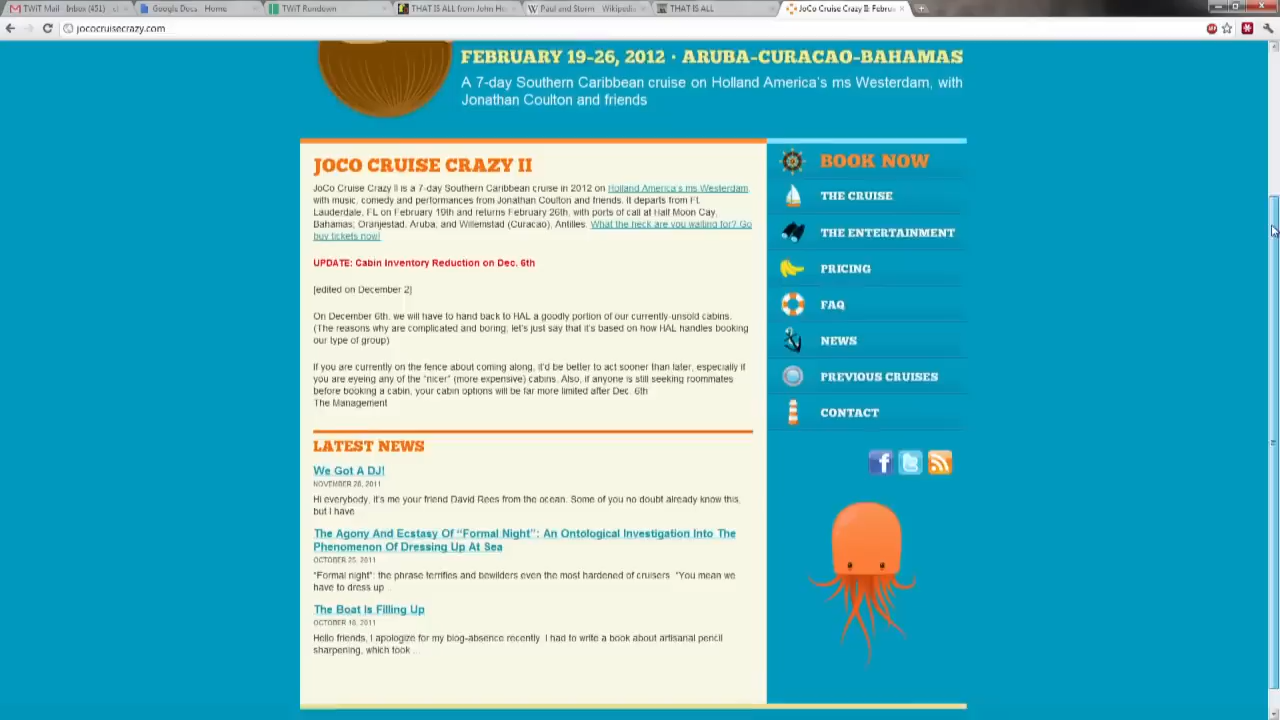 TWiT Mail - Inbox (451)
Google Docs - Home
TWiT Rundown
THAT IS ALL from John Ho
Paul and Storm - Wikipedia
THAT IS ALL
JoCo Cruise Crazy II: Febru
jococruisecrazy.com
FEBRUARY 19-26, 2012 · ARUBA-CURACAO-BAHAMAS
A 7-day Southern Caribbean cruise on Holland America's ms Westerdam, with
Jonathan Coulton and friends
JOCO CRUISE CRAZY II
JoCo Cruise Crazy II is a 7-day Southern Caribbean cruise in 2012 on Holland America's ms Westerdam,
with music, comedy and performances from Jonathan Coulton and friends. It departs from Ft.
Lauderdale, FL on February 19th and returns February 26th, with ports of call at Half Moon Cay,
Bahamas; Oranjestad, Aruba; and Willemstad (Curacao), Antilles. What the heck are you waiting for? Go
buy tickets now!
UPDATE: Cabin Inventory Reduction on Dec. 6th
[edited on December 2]
On December 6th, we will have to hand back to HAL a goodly portion of our currently-unsold cabins.
(The reasons why are complicated and boring; let's just say that it's based on how HAL handles booking
our type of group)
If you are currently on the fence about coming along, it'd be better to act sooner than later, especially if
you are eyeing any of the "nicer" (more expensive) cabins. Also, if anyone is still seeking roommates
before booking a cabin, your cabin options will be far more limited after Dec. 6th
The Management
LATEST NEWS
We Got A DJ!
NOVEMBER 28, 2011
Hi everybody, it's me your friend David Rees from the ocean. Some of you no doubt already know this,
but I have
The Agony And Ecstasy Of "Formal Night": An Ontological Investigation Into The
Phenomenon Of Dressing Up At Sea
OCTOBER 25, 2011
"Formal night": the phrase terrifies and bewilders even the most hardened of cruisers. "You mean we
have to dress up ...
The Boat Is Filling Up
OCTOBER 18, 2011
Hello friends, I apologize for my blog-absence recently. I had to write a book about artisanal pencil
sharpening, which took ...
BOOK NOW
THE CRUISE
THE ENTERTAINMENT
PRICING
FAQ
NEWS
PREVIOUS CRUISES
CONTACT